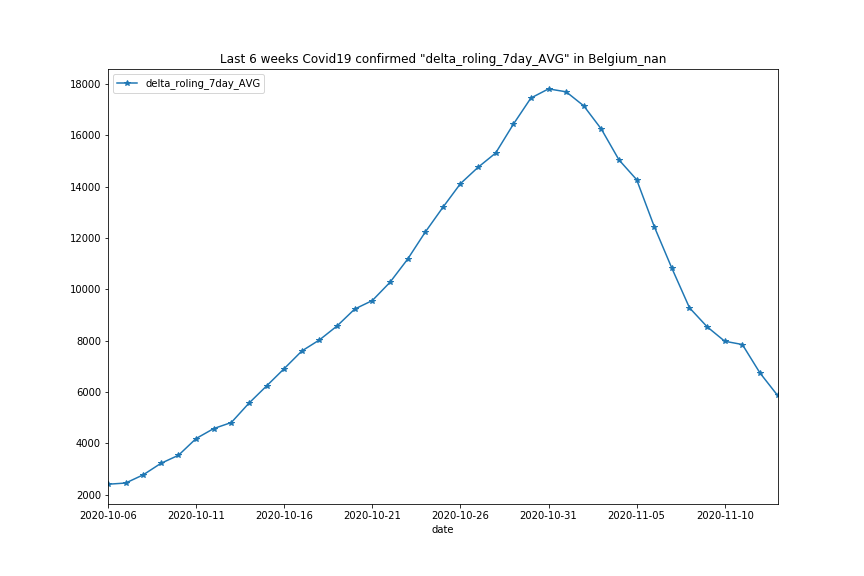 Last 6 weeks Covid19 confirmed "delta_roling_7day_AVG" in Belgium_nan
delta_roling_7day_AVG
18000
16000
14000
12000
10000
8000
6000
4000
2000
2020-10-06 2020-10-11 2020-10-16 2020-10-21 2020-10-26 2020-10-31 2020-11-05 2020-11-10
date